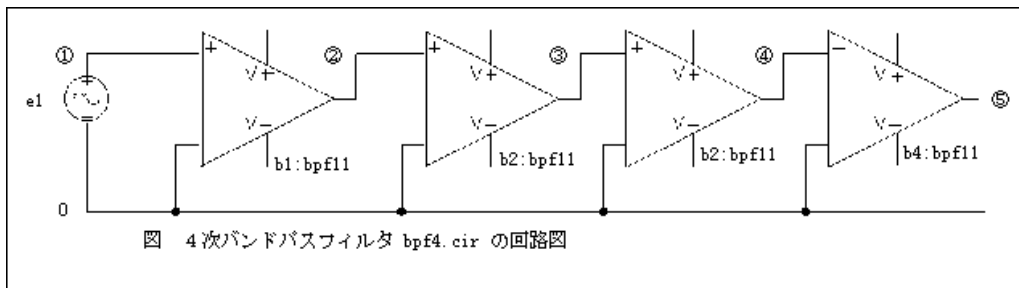 ① ② ③ ④
+ + + −
V+ V+ V+ V+
e1 ⑤
V− V− V− V−
b1:bpf11 b2:bpf11 b2:bpf11 b4:bpf11
0
図 4次バンドパスフィルタ bpf4.cir の回路図